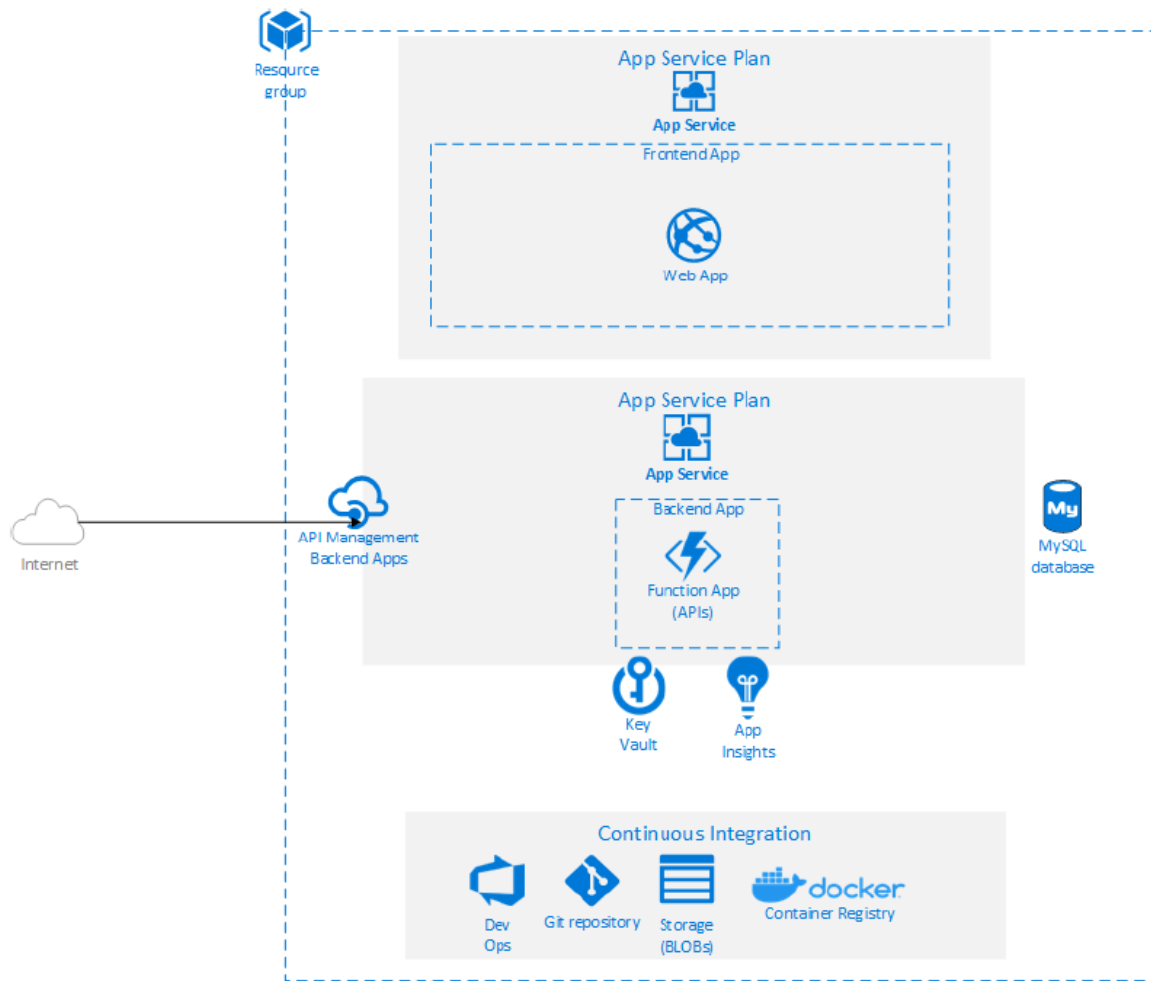 Resource
group
App Service Plan
App Service
Frontend App
Web App
App Service Plan
App Service
Backend App
Function App
(APIs)
Internet
API Management
Backend Apps
My
MySQL
database
Key
Vault
App
Insights
Continuous Integration
Dev
Ops
Git repository
Storage
(BLOBs)
docker
Container Registry